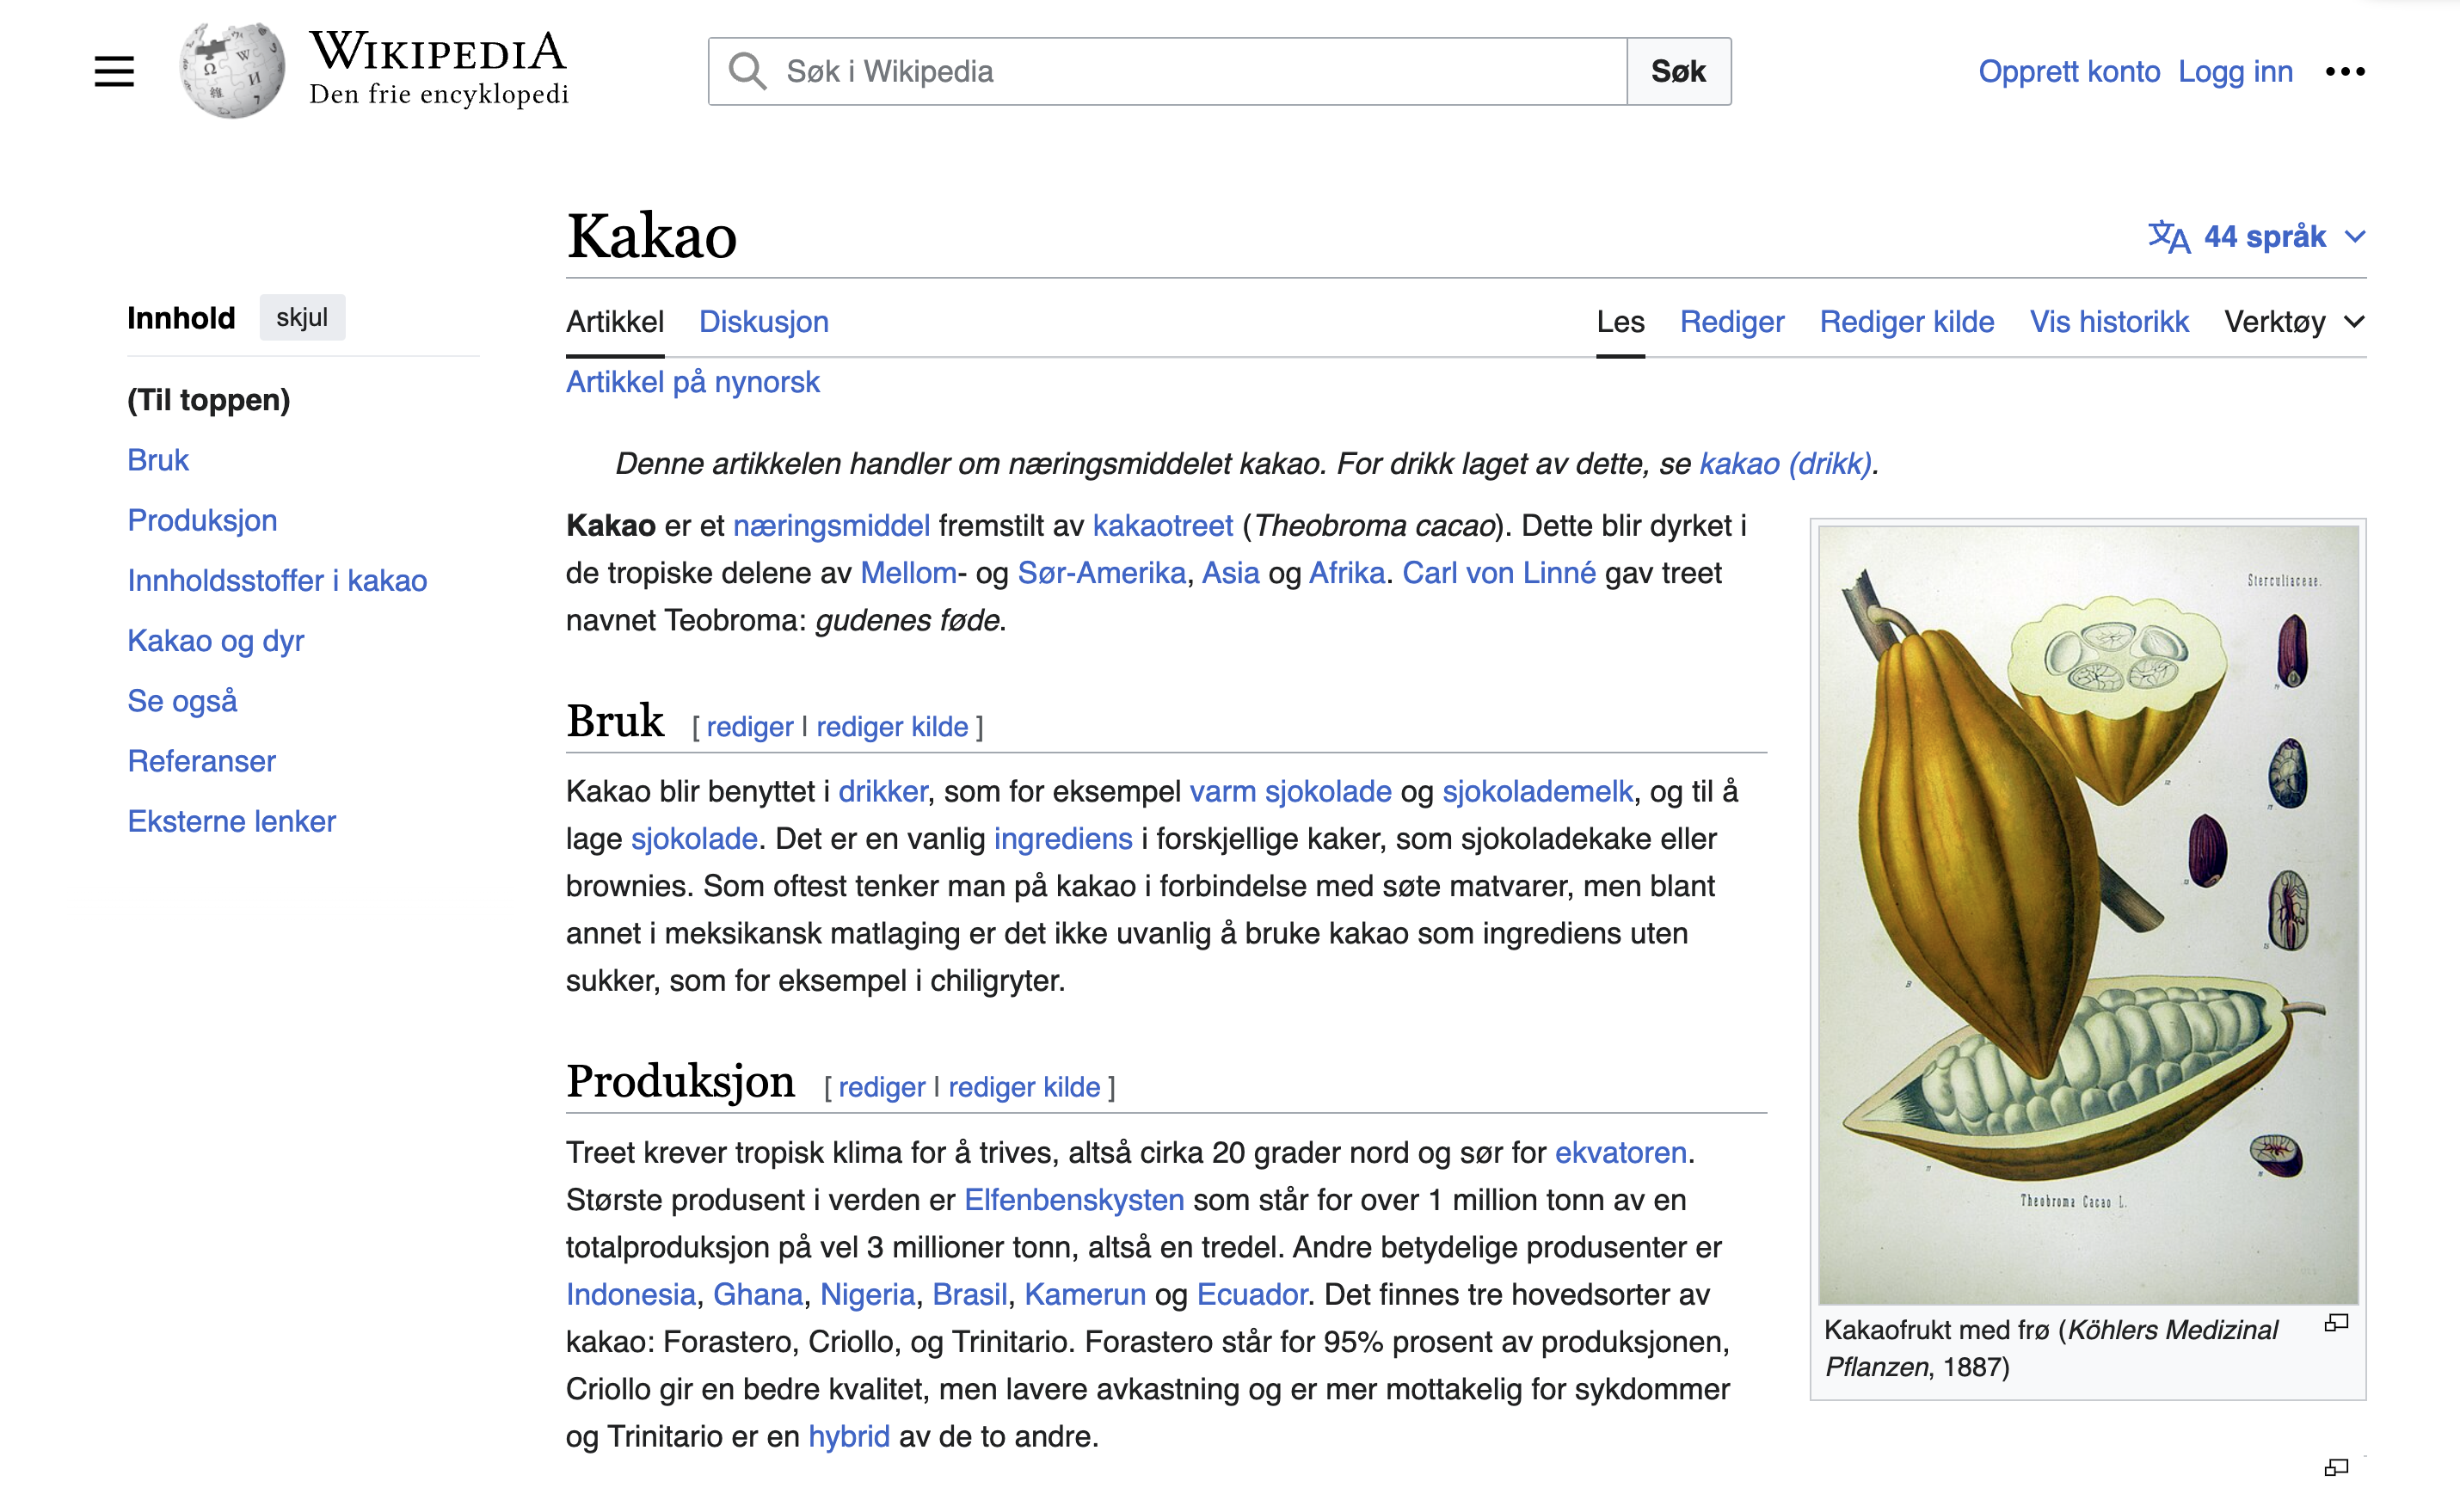 WIKIPEDIA
Den frie encyklopedi
Søk i Wikipedia
Søk
Opprett konto Logg inn
Kakao
44 språk
Innhold skjul
(Til toppen)
Bruk
Produksjon
Innholdsstoffer i kakao
Kakao og dyr
Se også
Referanser
Eksterne lenker
Artikkel Diskusjon
Les Rediger Rediger kilde Vis historikk Verktøy
Artikkel på nynorsk
Denne artikkelen handler om næringsmiddelet kakao. For drikk laget av dette, se kakao (drikk).
Kakao er et næringsmiddel fremstilt av kakaotreet (Theobroma cacao). Dette blir dyrket i
de tropiske delene av Mellom- og Sør-Amerika, Asia og Afrika. Carl von Linné gav treet
navnet Teobroma: gudenes føde.
Bruk [ rediger | rediger kilde ]
Kakao blir benyttet i drikker, som for eksempel varm sjokolade og sjokolademelk, og til å
lage sjokolade. Det er en vanlig ingrediens i forskjellige kaker, som sjokoladekake eller
brownies. Som oftest tenker man på kakao i forbindelse med søte matvarer, men blant
annet i meksikansk matlaging er det ikke uvanlig å bruke kakao som ingrediens uten
sukker, som for eksempel i chiligryter.
Produksjon [ rediger | rediger kilde ]
Treet krever tropisk klima for å trives, altså cirka 20 grader nord og sør for ekvatoren.
Største produsent i verden er Elfenbenskysten som står for over 1 million tonn av en
totalproduksjon på vel 3 millioner tonn, altså en tredel. Andre betydelige produsenter er
Indonesia, Ghana, Nigeria, Brasil, Kamerun og Ecuador. Det finnes tre hovedsorter av
kakao: Forastero, Criollo, og Trinitario. Forastero står for 95% prosent av produksjonen,
Criollo gir en bedre kvalitet, men lavere avkastning og er mer mottakelig for sykdommer
og Trinitario er en hybrid av de to andre.
Sterculiaceae.
Theobroma Cacao L.
Kakaofrukt med frø (Köhlers Medizinal
Pflanzen, 1887)